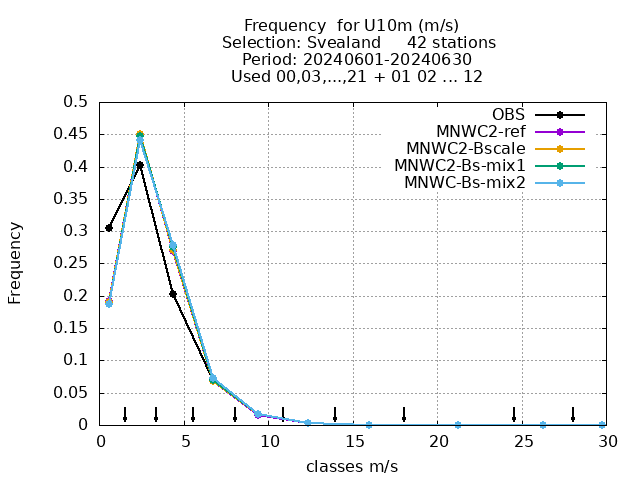 Frequency  for U10m (m/s)
Selection: Svealand     42 stations
Period: 20240601-20240630
Used 00,03,...,21 + 01 02 ... 12
0.5
0.45
0.4
0.35
0.3
0.25
0.2
0.15
0.1
0.05
0
Frequency
OBS
MNWC2-ref
MNWC2-Bscale
MNWC2-Bs-mix1
MNWC-Bs-mix2
0 5 10 15 20 25 30
classes m/s